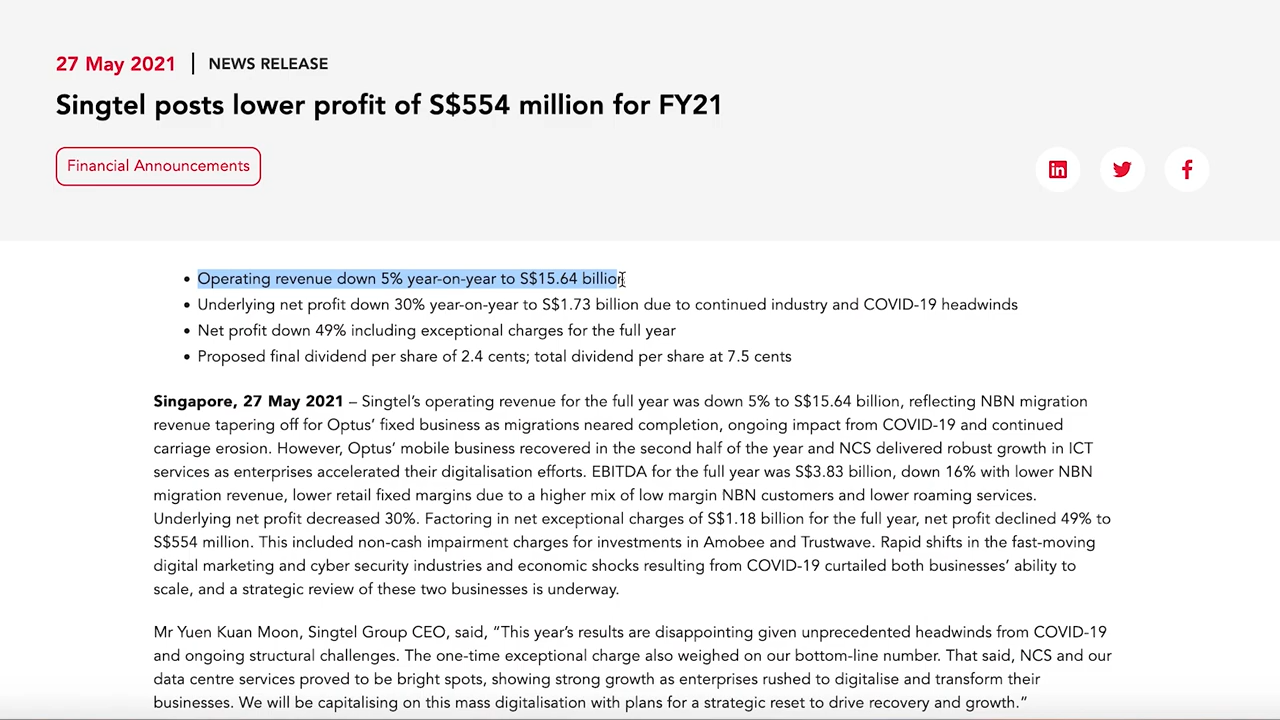 27 May 2021 | NEWS RELEASE
Singtel posts lower profit of S$554 million for FY21
Financial Announcements
in
f
• Operating revenue down 5% year-on-year to S$15.64 billion
• Underlying net profit down 30% year-on-year to S$1.73 billion due to continued industry and COVID-19 headwinds
• Net profit down 49% including exceptional charges for the full year
• Proposed final dividend per share of 2.4 cents; total dividend per share at 7.5 cents
Singapore, 27 May 2021 – Singtel’s operating revenue for the full year was down 5% to S$15.64 billion, reflecting NBN migration
revenue tapering off for Optus’ fixed business as migrations neared completion, ongoing impact from COVID-19 and continued
carriage erosion. However, Optus’ mobile business recovered in the second half of the year and NCS delivered robust growth in ICT
services as enterprises accelerated their digitalisation efforts. EBITDA for the full year was S$3.83 billion, down 16% with lower NBN
migration revenue, lower retail fixed margins due to a higher mix of low margin NBN customers and lower roaming services.
Underlying net profit decreased 30%. Factoring in net exceptional charges of S$1.18 billion for the full year, net profit declined 49% to
S$554 million. This included non-cash impairment charges for investments in Amobee and Trustwave. Rapid shifts in the fast-moving
digital marketing and cyber security industries and economic shocks resulting from COVID-19 curtailed both businesses’ ability to
scale, and a strategic review of these two businesses is underway.
Mr Yuen Kuan Moon, Singtel Group CEO, said, “This year’s results are disappointing given unprecedented headwinds from COVID-19
and ongoing structural challenges. The one-time exceptional charge also weighed on our bottom-line number. That said, NCS and our
data centre services proved to be bright spots, showing strong growth as enterprises rushed to digitalise and transform their
businesses. We will be capitalising on this mass digitalisation with plans for a strategic reset to drive recovery and growth.”